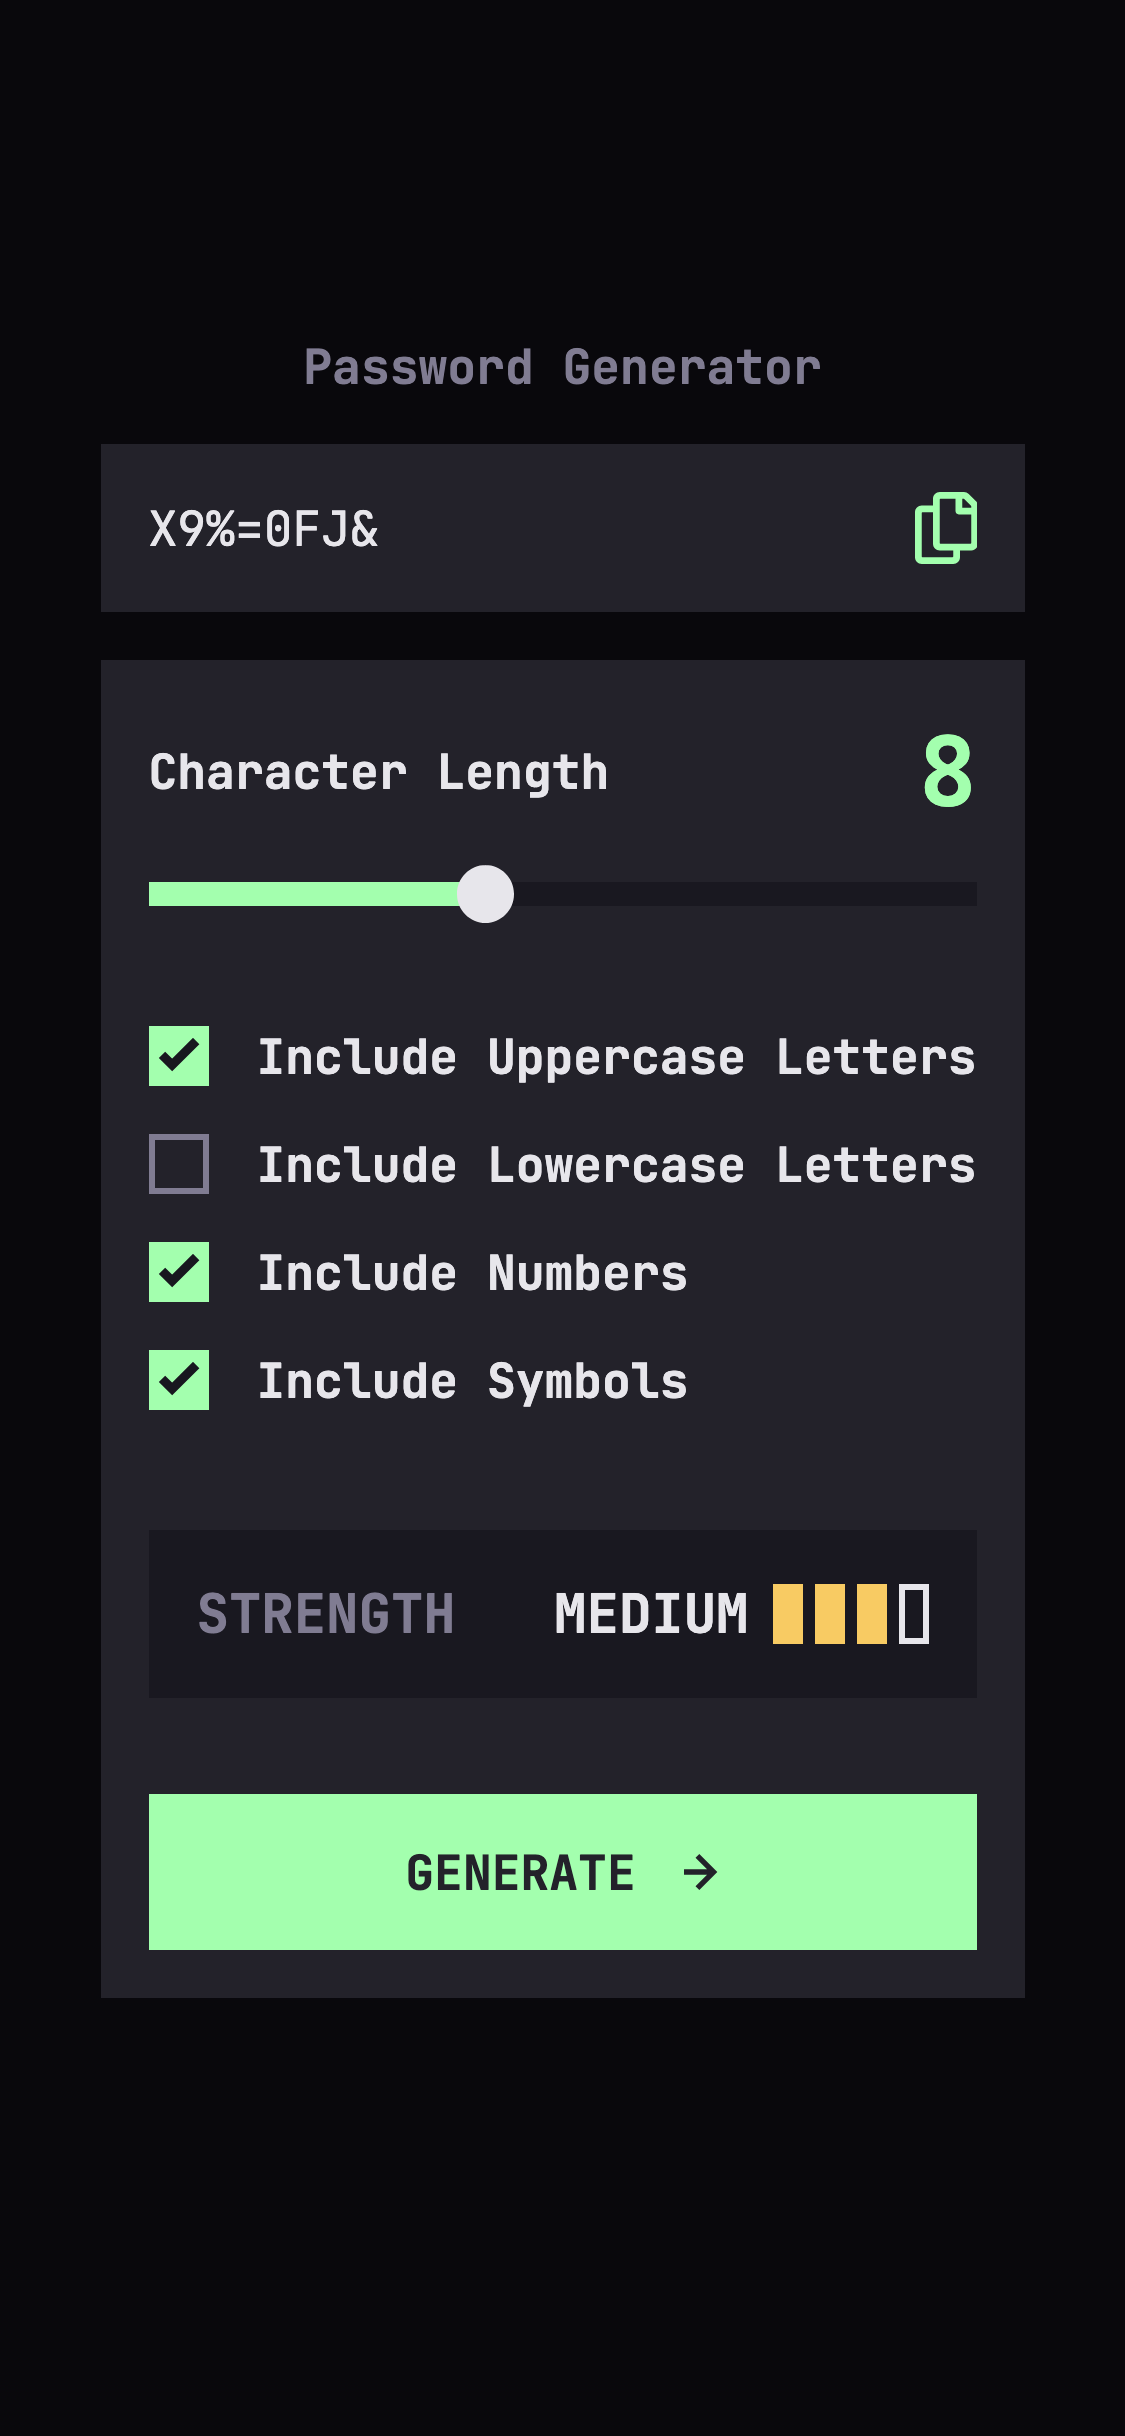 Password Generator
X9%=0FJ&
Character Length 8
Include Uppercase Letters
Include Lowercase Letters
Include Numbers
Include Symbols
STRENGTH MEDIUM
GENERATE →